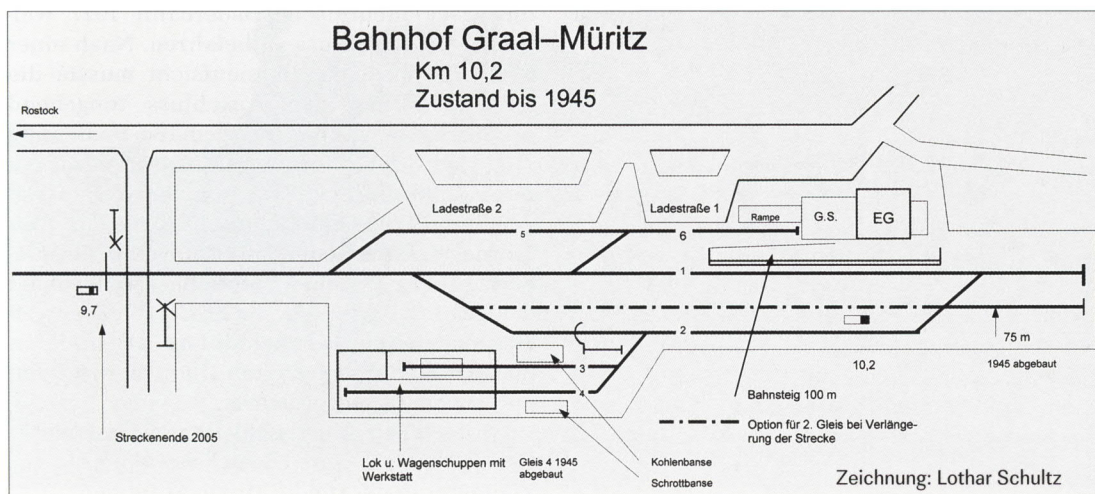 Bahnhof Graal–Müritz
Km 10,2
Zustand bis 1945
Rostock
Ladestraße 2
Ladestraße 1
Rampe
G.S.
EG
5
6
1
9,7
2
75 m
3
10,2
1945 abgebaut
4
Bahnsteig 100 m
Option für 2. Gleis bei Verlänge-
rung der Strecke
Streckenende 2005
Lok u. Wagenschuppen mit
Werkstatt
Gleis 4 1945
abgebaut
Kohlenbanse
Schrottbanse
Zeichnung: Lothar Schultz